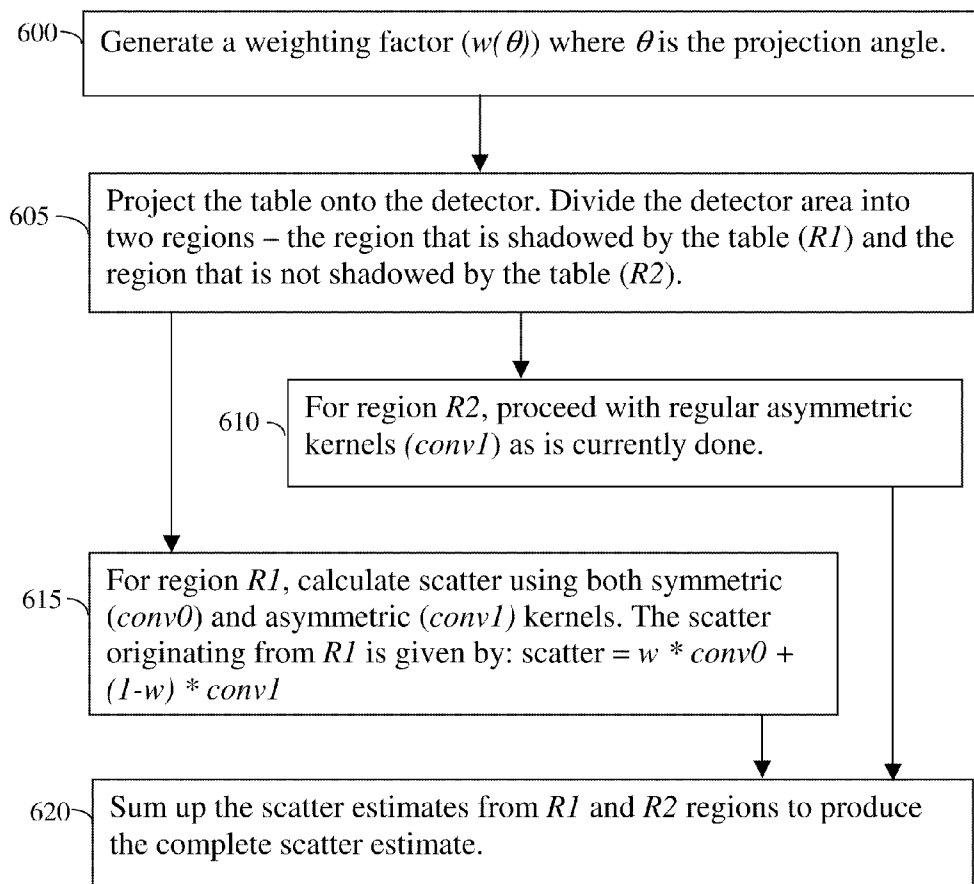 600
Generate a weighting factor (w(θ)) where θ is the projection angle.
605
Project the table onto the detector. Divide the detector area into
two regions – the region that is shadowed by the table (R1) and the
region that is not shadowed by the table (R2).
610
For region R2, proceed with regular asymmetric
kernels (conv1) as is currently done.
615
For region R1, calculate scatter using both symmetric
(conv0) and asymmetric (conv1) kernels. The scatter
originating from R1 is given by: scatter = w * conv0 +
(1-w) * conv1
620
Sum up the scatter estimates from R1 and R2 regions to produce
the complete scatter estimate.